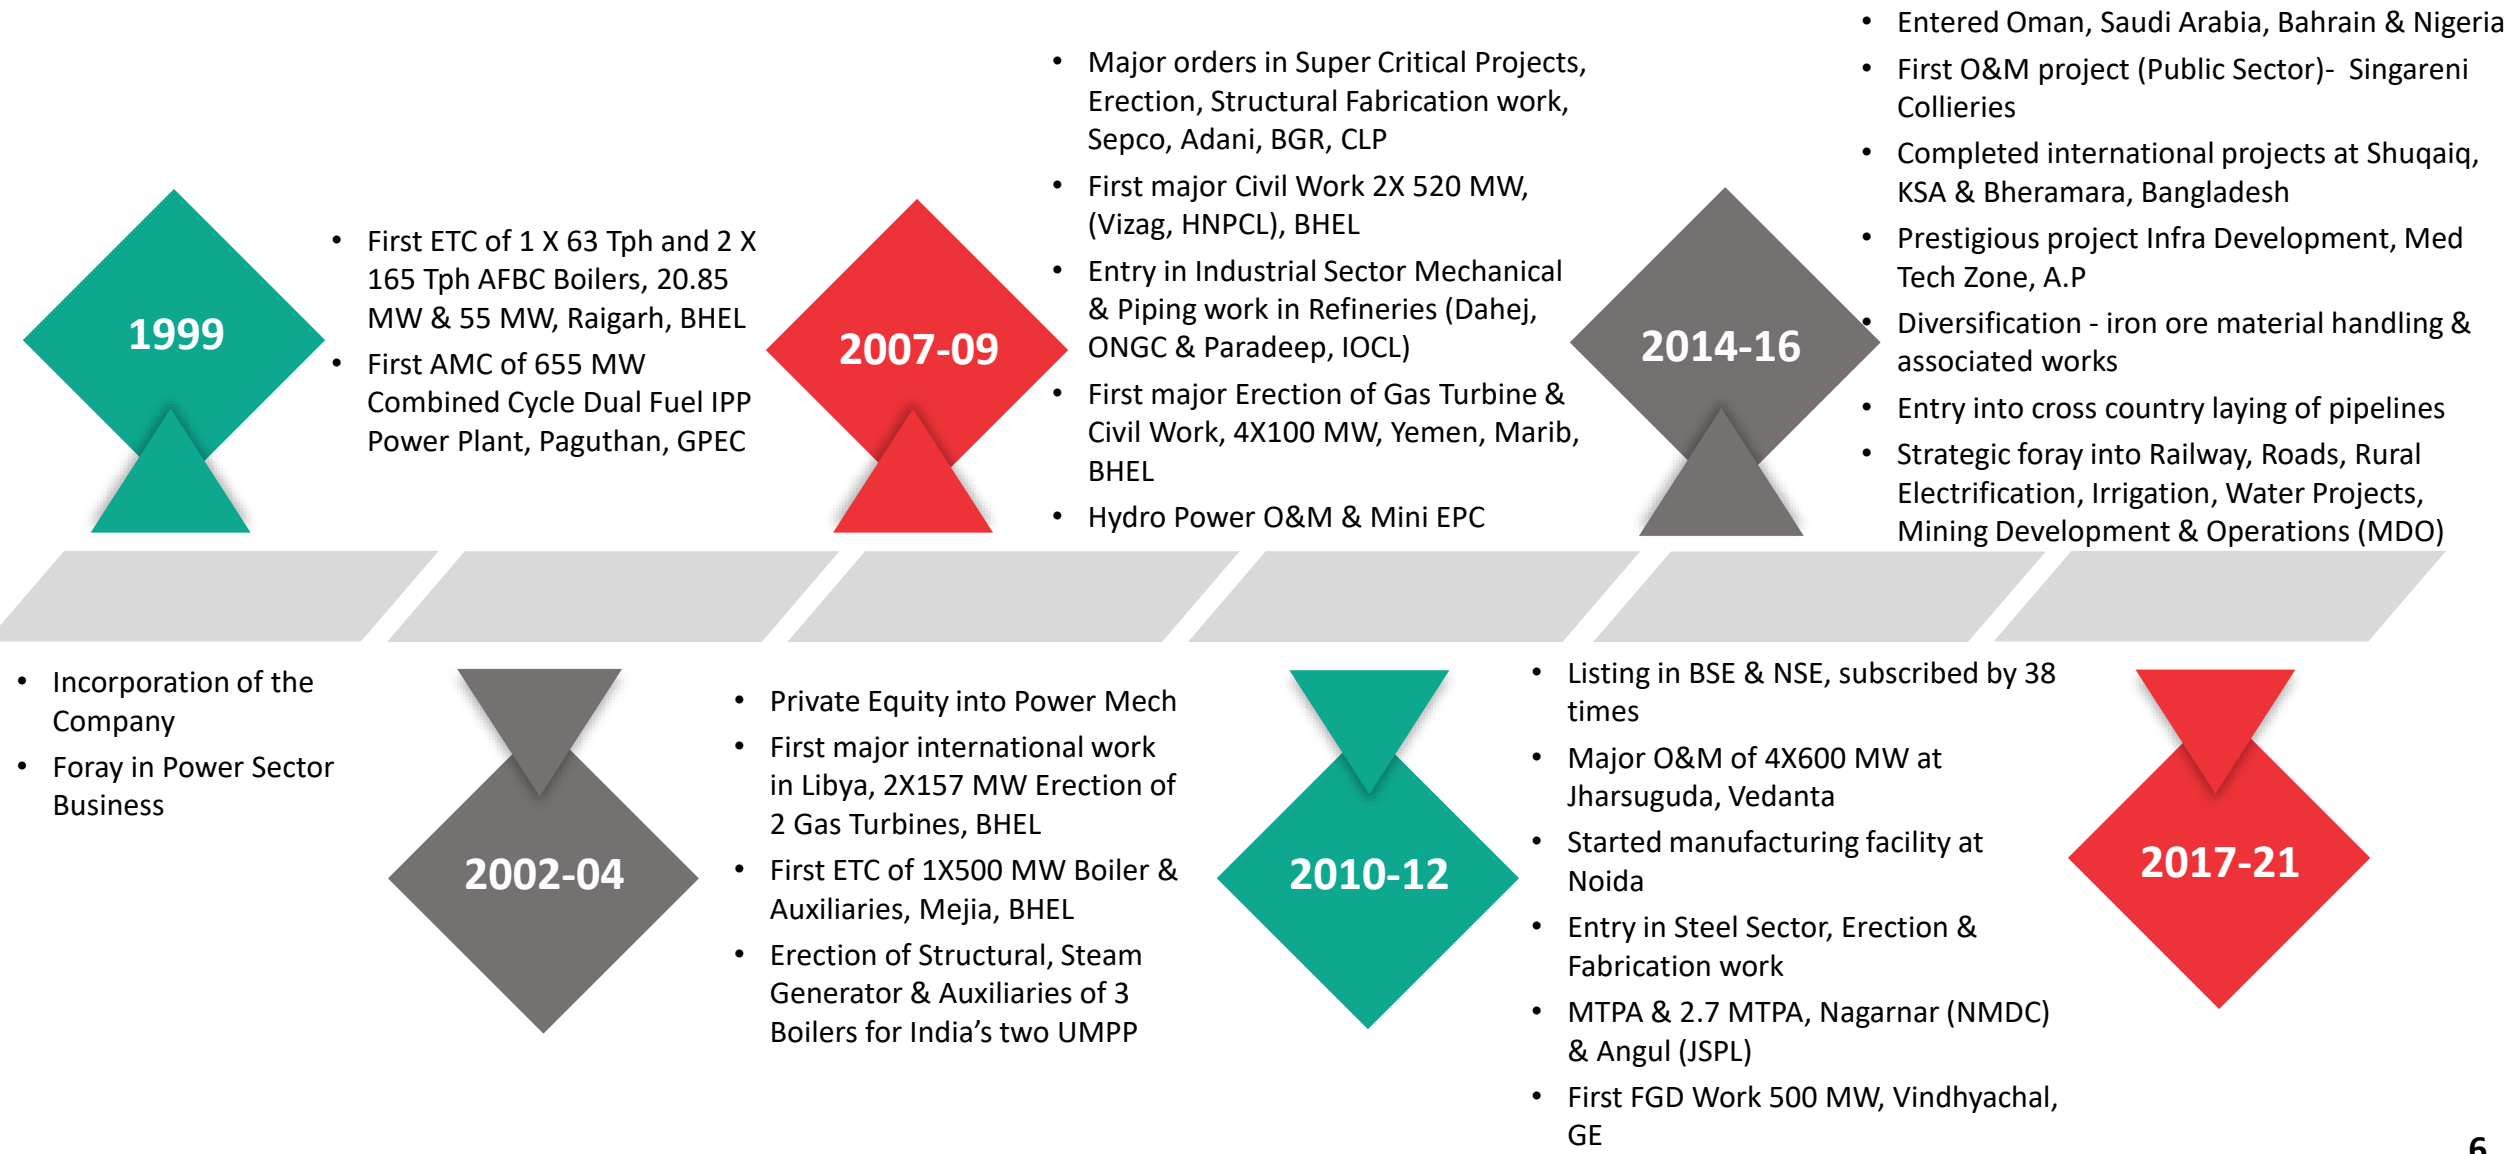 1999
• Incorporation of the
Company
• Foray in Power Sector
Business
• First ETC of 1 X 63 Tph and 2 X
165 Tph AFBC Boilers, 20.85
MW & 55 MW, Raigarh, BHEL
• First AMC of 655 MW
Combined Cycle Dual Fuel IPP
Power Plant, Paguthan, GPEC
2002-04
• Private Equity into Power Mech
• First major international work
in Libya, 2X157 MW Erection of
2 Gas Turbines, BHEL
• First ETC of 1X500 MW Boiler &
Auxiliaries, Mejia, BHEL
• Erection of Structural, Steam
Generator & Auxiliaries of 3
Boilers for India’s two UMPP
2007-09
• Major orders in Super Critical Projects,
Erection, Structural Fabrication work,
Sepco, Adani, BGR, CLP
• First major Civil Work 2X 520 MW,
(Vizag, HNPCL), BHEL
• Entry in Industrial Sector Mechanical
& Piping work in Refineries (Dahej,
ONGC & Paradeep, IOCL)
• First major Erection of Gas Turbine &
Civil Work, 4X100 MW, Yemen, Marib,
BHEL
• Hydro Power O&M & Mini EPC
2010-12
• Listing in BSE & NSE, subscribed by 38
times
• Major O&M of 4X600 MW at
Jharsuguda, Vedanta
• Started manufacturing facility at
Noida
• Entry in Steel Sector, Erection &
Fabrication work
• MTPA & 2.7 MTPA, Nagarnar (NMDC)
& Angul (JSPL)
• First FGD Work 500 MW, Vindhyachal,
GE
2014-16
• Entered Oman, Saudi Arabia, Bahrain & Nigeria
• First O&M project (Public Sector)- Singareni
Collieries
• Completed international projects at Shuqaiq,
KSA & Bheramara, Bangladesh
• Prestigious project Infra Development, Med
Tech Zone, A.P
• Diversification - iron ore material handling &
associated works
• Entry into cross country laying of pipelines
• Strategic foray into Railway, Roads, Rural
Electrification, Irrigation, Water Projects,
Mining Development & Operations (MDO)
2017-21
6